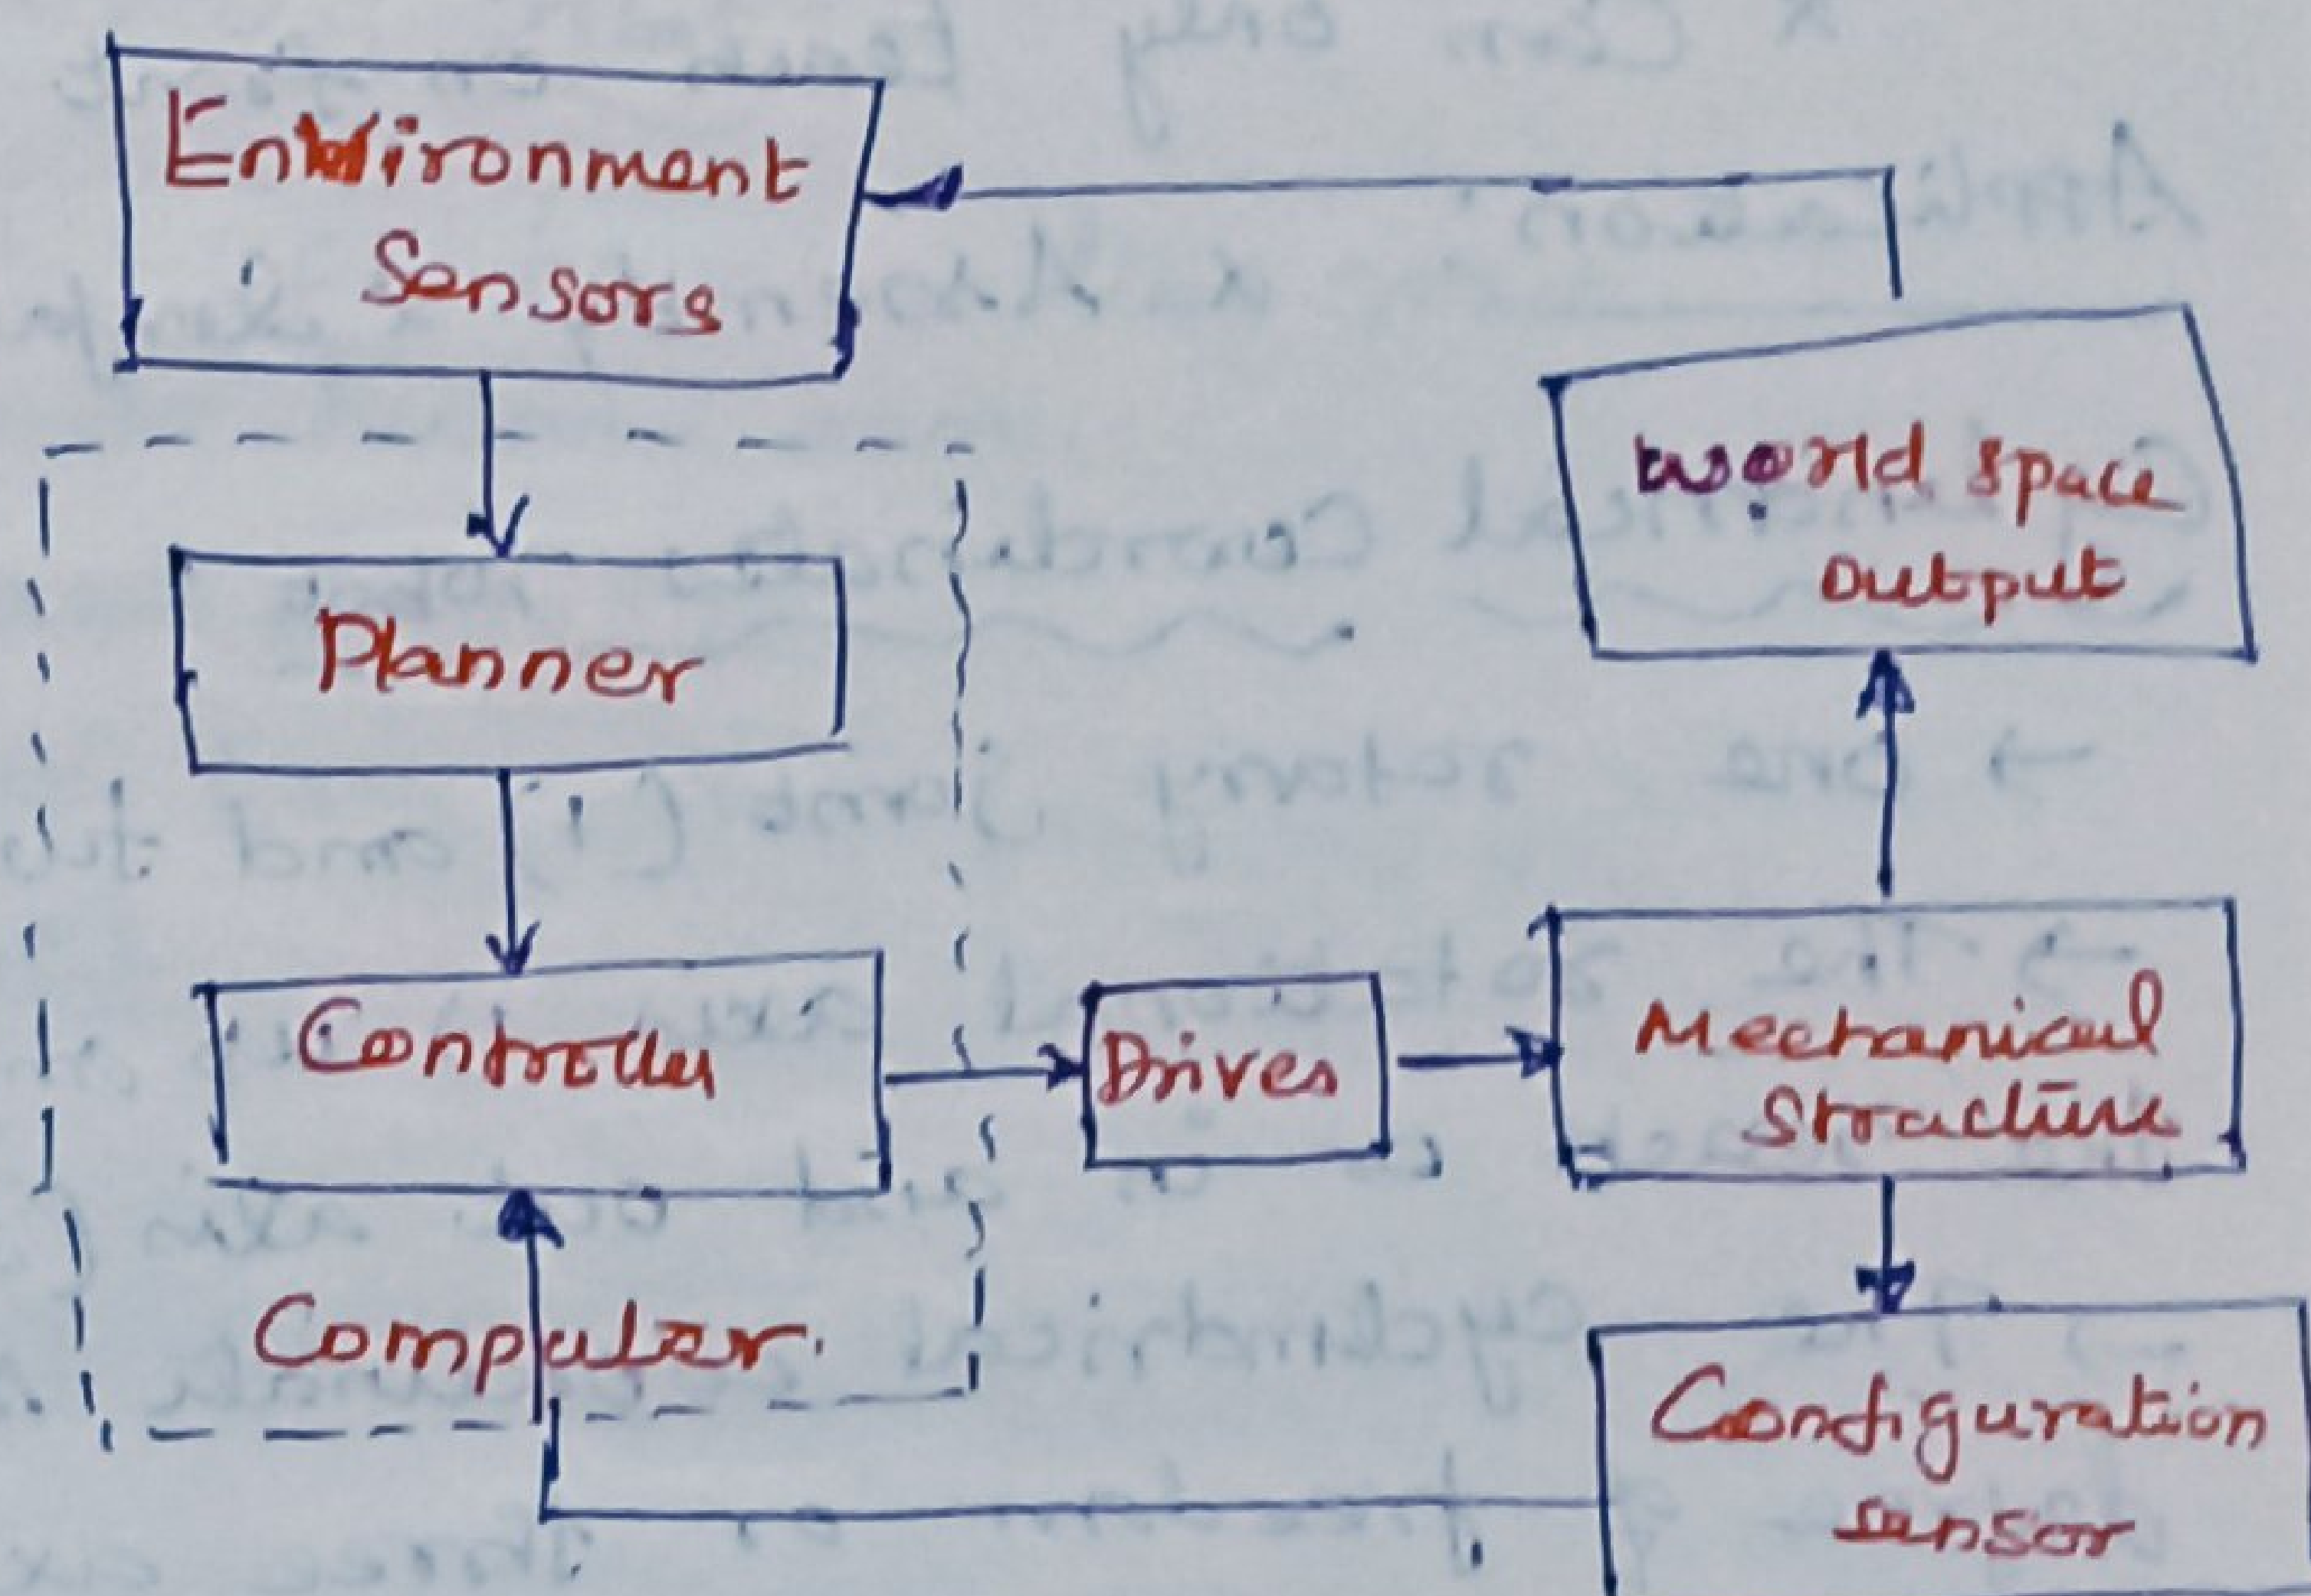 Environment
Sensors
World space
output
Planner
Controller
Drives
Mechanical
Structure
Computer.
Configuration
sensor